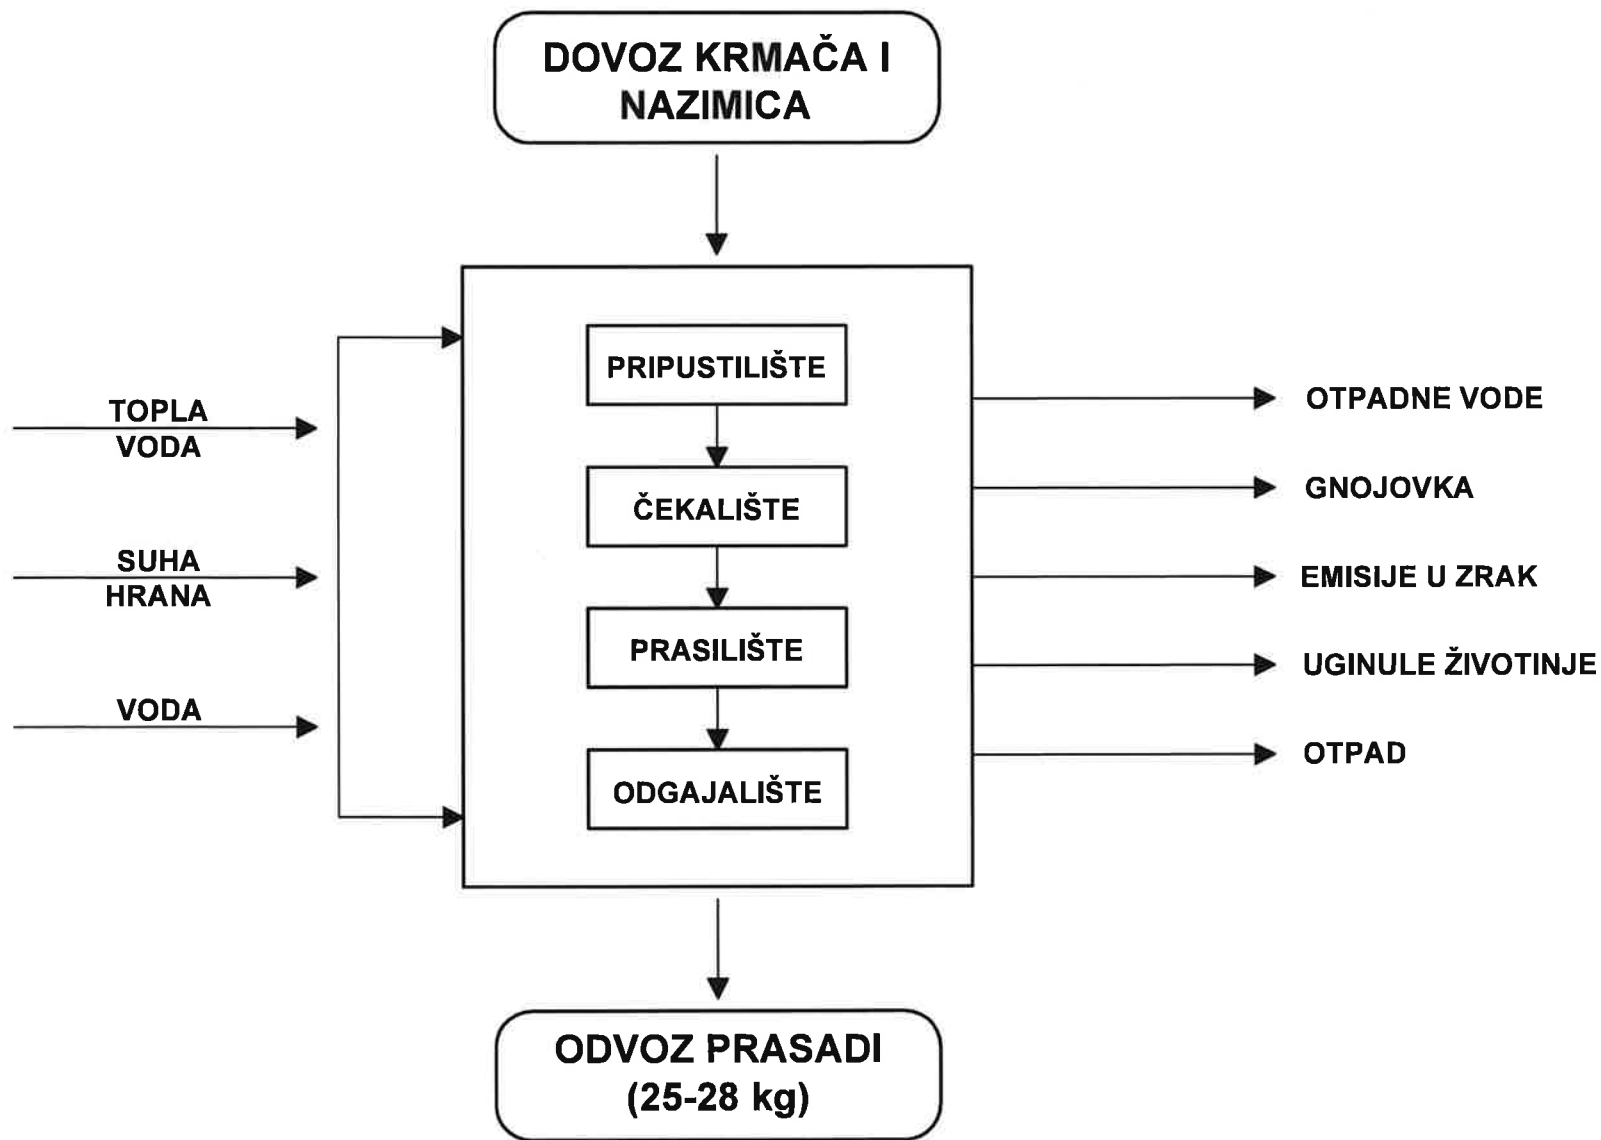 DOVOZ KRMAČA I
NAZIMICA
TOPLA
VODA
SUHA
HRANA
VODA
PRIPUSTILIŠTE
ČEKALIŠTE
PRASILIŠTE
ODGAJALIŠTE
OTPADNE VODE
GNOJOVKA
EMISIJE U ZRAK
UGINULE ŽIVOTINJE
OTPAD
ODVOZ PRASADI
(25-28 kg)